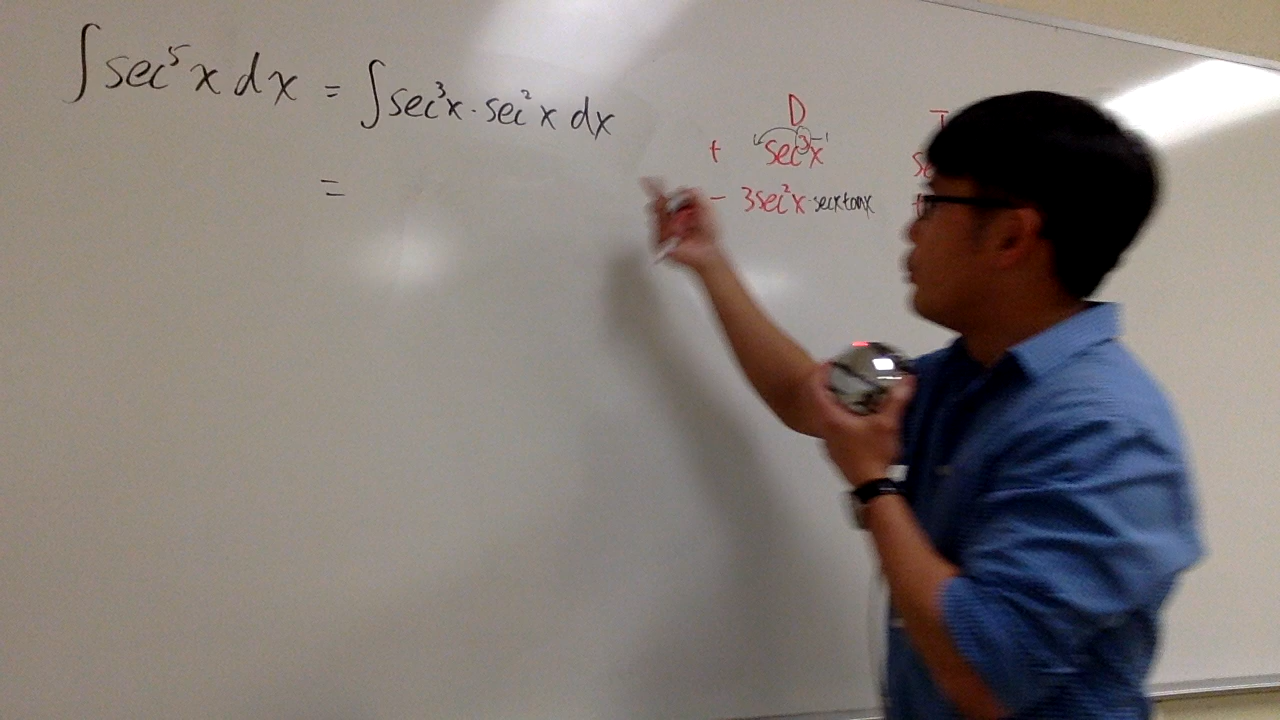 ∫sec⁵x dx = ∫sec³x · sec²x dx
=
D
+ sec³x
- 3sec²x · secxtanx